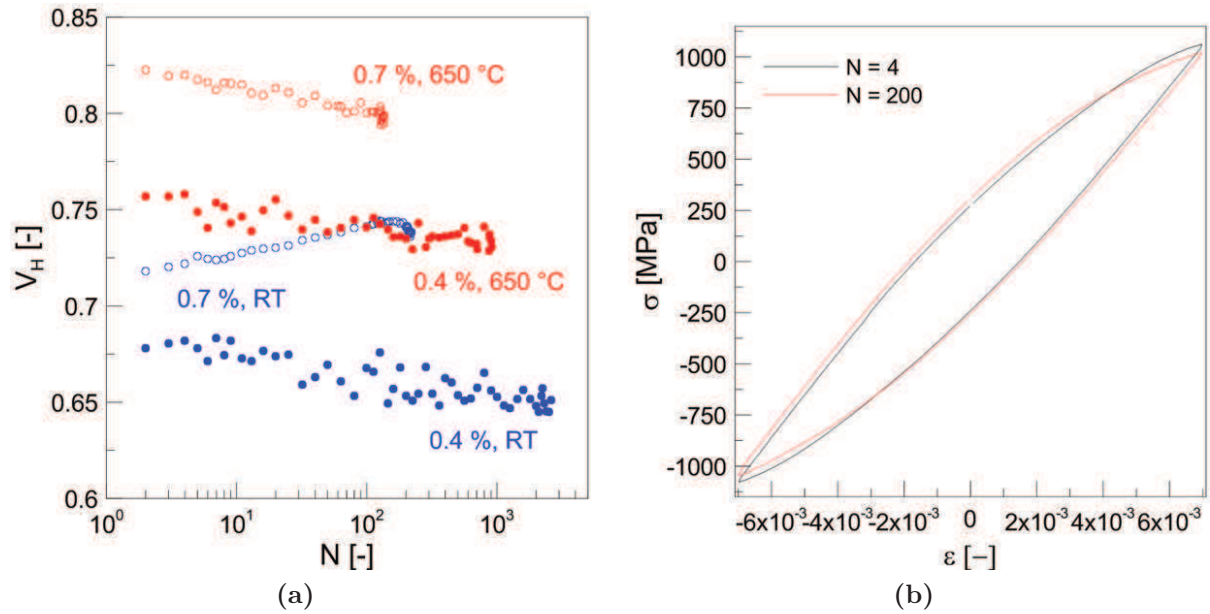 0.85
0.8
0.75
0.7
0.65
0.6
V_H [-]
0.7 %, 650 °C
0.4 %, 650 °C
0.7 %, RT
0.4 %, RT
10^0 10^1 10^2 10^3
N [-]
(a)
1000
750
500
250
0
-250
-500
-750
-1000
σ [MPa]
N = 4
N = 200
-6x10^-3 -4x10^-3 -2x10^-3 0 2x10^-3 4x10^-3 6x10^-3
ε [−]
(b)